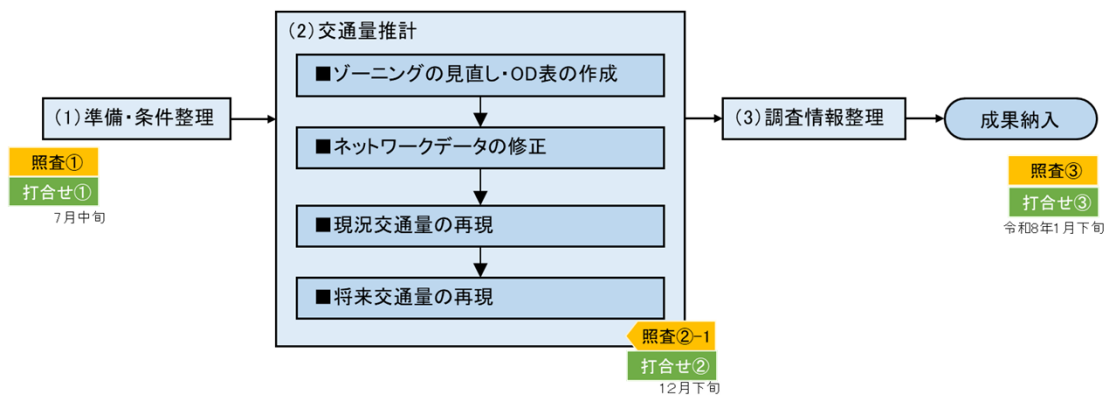 (2)交通量推計
■ゾーニングの見直し・OD表の作成
(1)準備・条件整理
(3)調査情報整理
成果納入
■ネットワークデータの修正
照査①
打合せ①
7月中旬
照査③
打合せ③
令和8年1月下旬
■現況交通量の再現
■将来交通量の再現
照査②-1
打合せ②
12月下旬